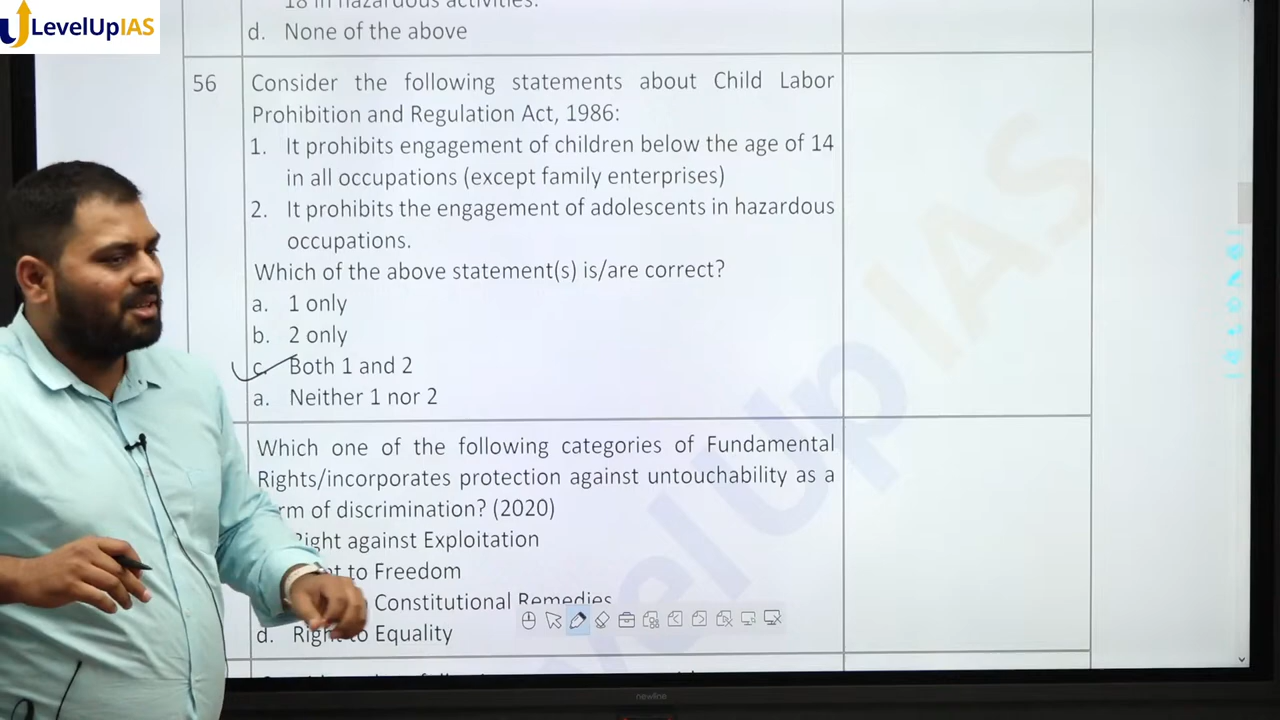 LevelUpIAS
18 in hazardous activities.
d. None of the above
56
Consider the following statements about Child Labor
Prohibition and Regulation Act, 1986:
1. It prohibits engagement of children below the age of 14
in all occupations (except family enterprises)
2. It prohibits the engagement of adolescents in hazardous
occupations.
Which of the above statement(s) is/are correct?
a. 1 only
b. 2 only
c. Both 1 and 2
a. Neither 1 nor 2
Which one of the following categories of Fundamental
Rights/incorporates protection against untouchability as a
rm of discrimination? (2020)
Right against Exploitation
to Freedom
Constitutional Remedies
d. Right to Equality
LevelUp IAS
newline